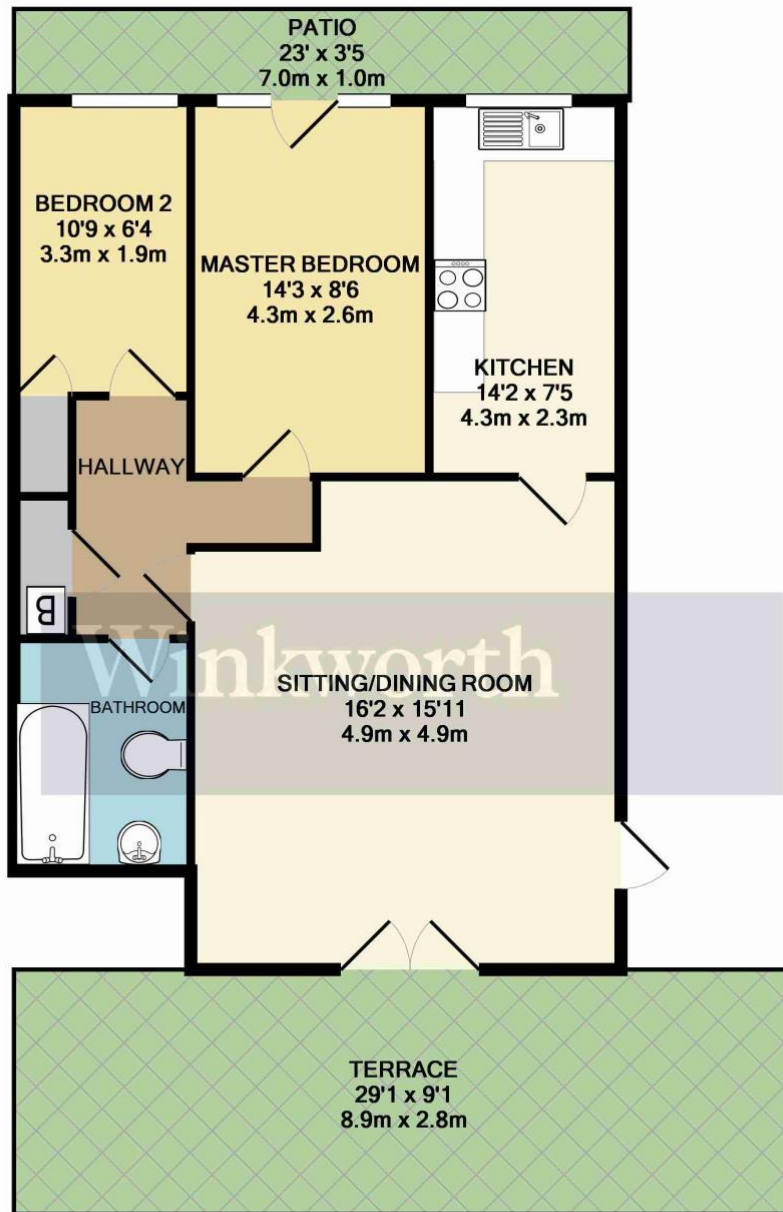 PATIO
23' x 3'5
7.0m x 1.0m
BEDROOM 2
10'9 x 6'4
3.3m x 1.9m
MASTER BEDROOM
14'3 x 8'6
4.3m x 2.6m
KITCHEN
14'2 x 7'5
4.3m x 2.3m
HALLWAY
B
Winkworth
SITTING/DINING ROOM
16'2 x 15'11
4.9m x 4.9m
BATHROOM
TERRACE
29'1 x 9'1
8.9m x 2.8m